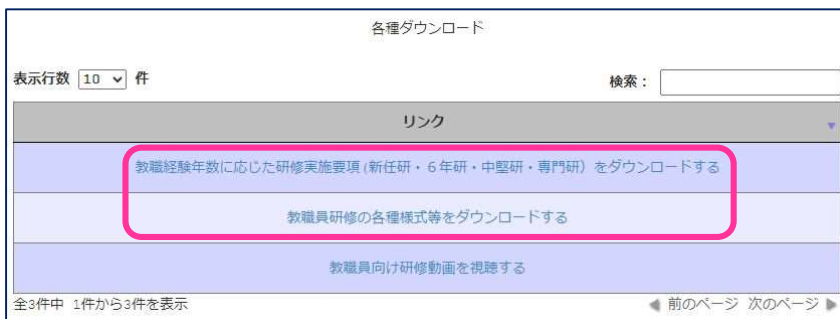 各種ダウンロード
表示行数 10 件 検索：
リンク
教職経験年数に応じた研修実施要項(新任研・６年研・中堅研・専門研）をダウンロードする
教職員研修の各種様式等をダウンロードする
教職員向け研修動画を視聴する
全3件中 1件から3件を表示 前のページ 次のページ